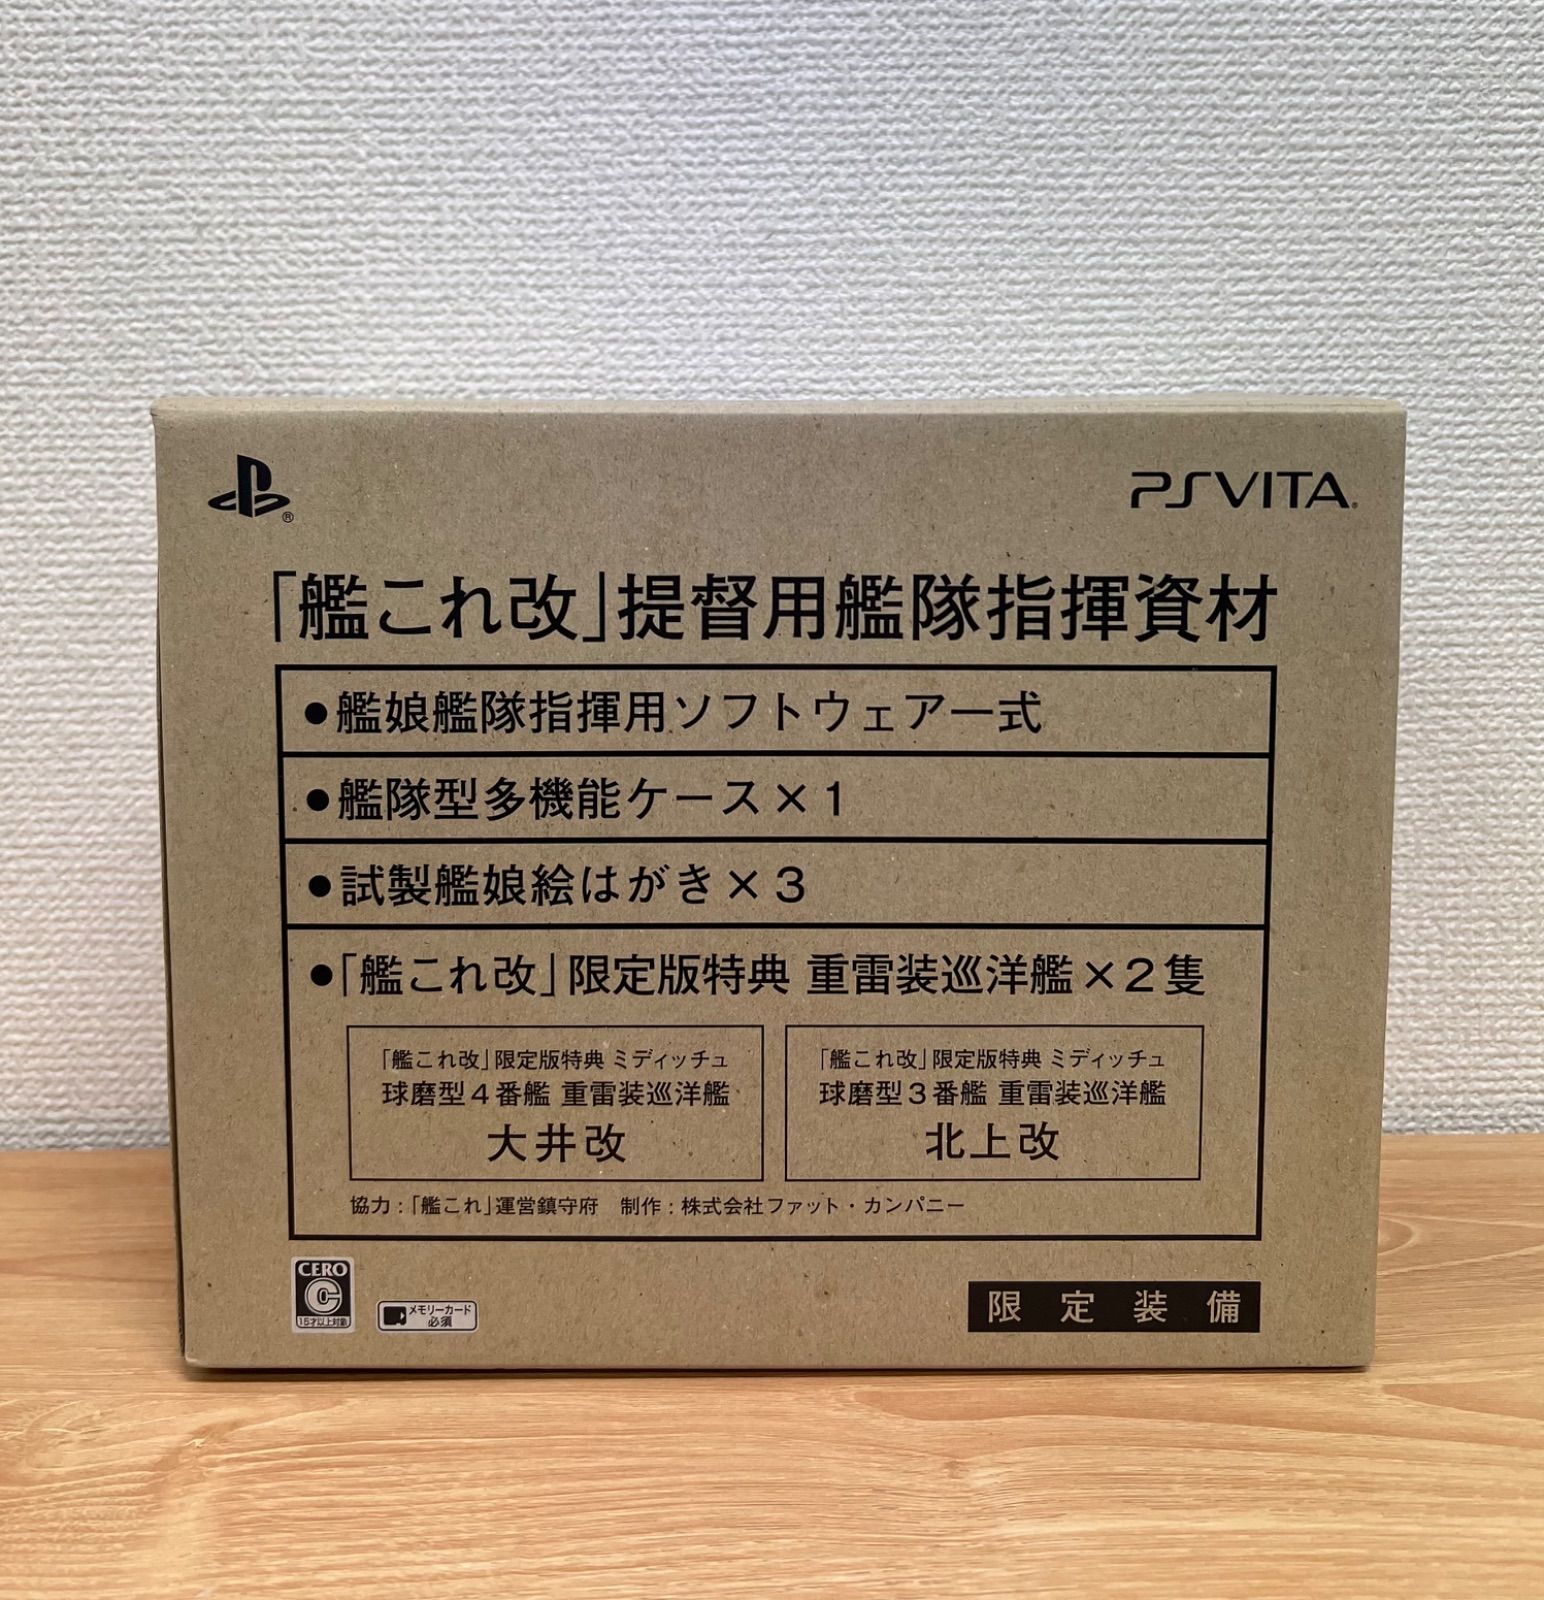 PSVITA
「艦これ改」提督用艦隊指揮資材
●艦娘艦隊指揮用ソフトウェア一式
●艦隊型多機能ケース×1
●試製艦娘絵はがき×3
●「艦これ改」限定版特典 重雷装巡洋艦×2隻
「艦これ改」限定版特典 ミディッチュ
球磨型4番艦 重雷装巡洋艦
大井改
「艦これ改」限定版特典 ミディッチュ
球磨型3番艦 重雷装巡洋艦
北上改
協力:「艦これ」運営鎮守府 制作:株式会社ファット・カンパニー
CERO
C
15才以上対象
メモリーカード
必須
限定装備